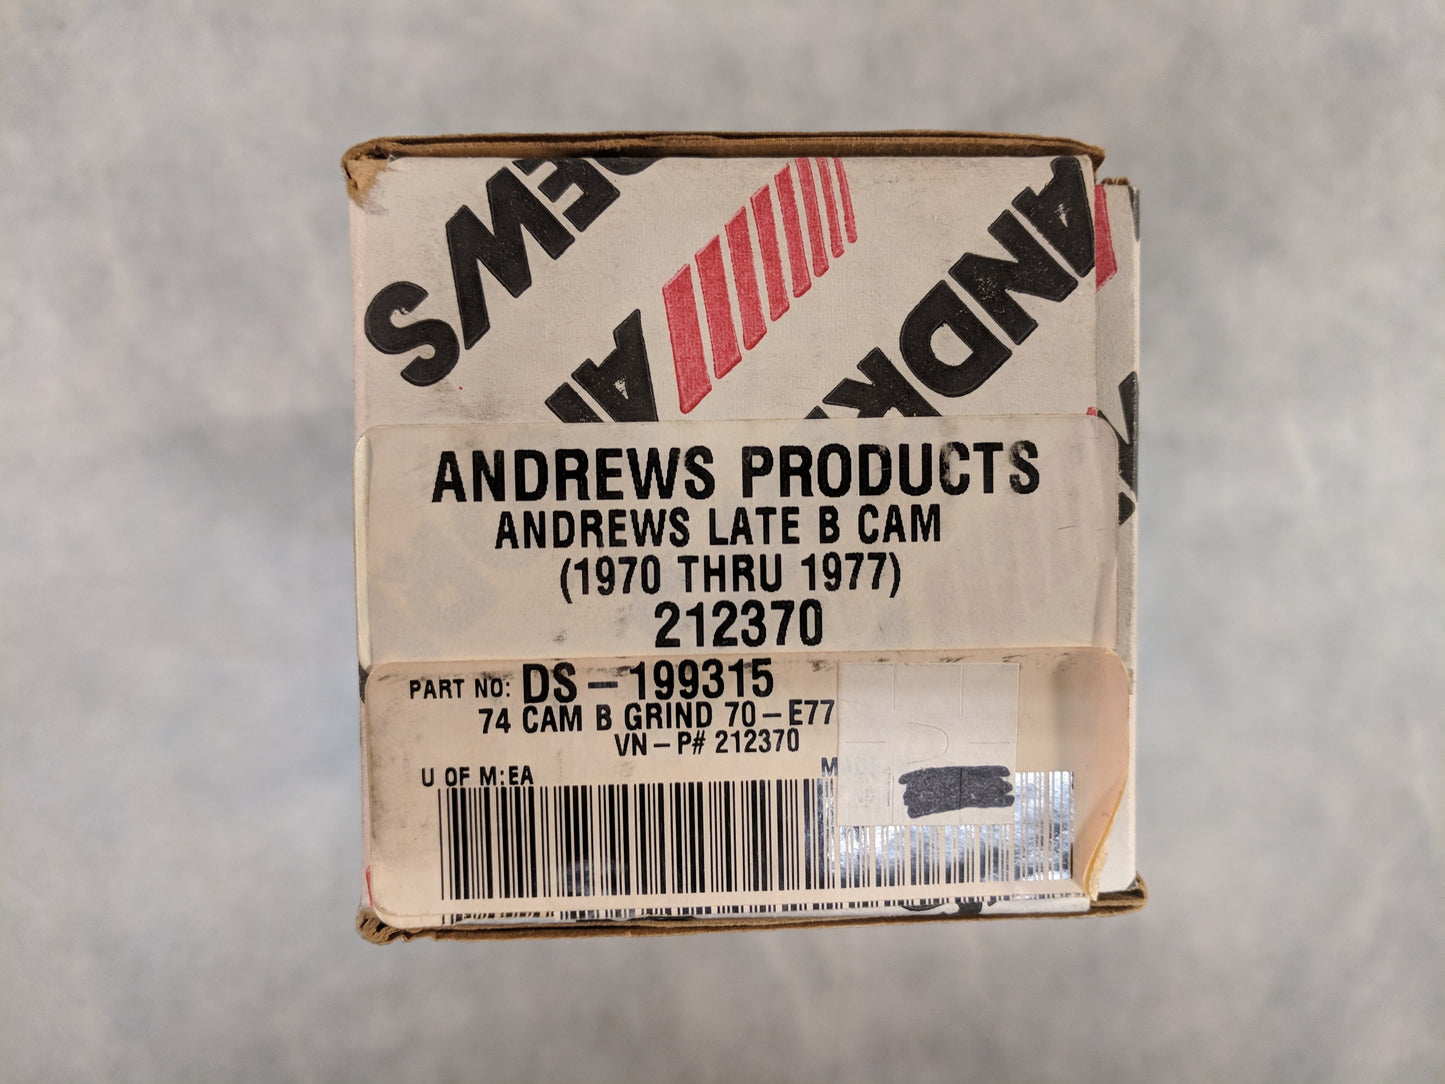 ANDREWS
ANDREWS PRODUCTS
ANDREWS LATE B CAM
(1970 THRU 1977)
212370
PART NO: DS-199315
74 CAM B GRIND 70-E77
VN-P# 212370
U OF M:EA